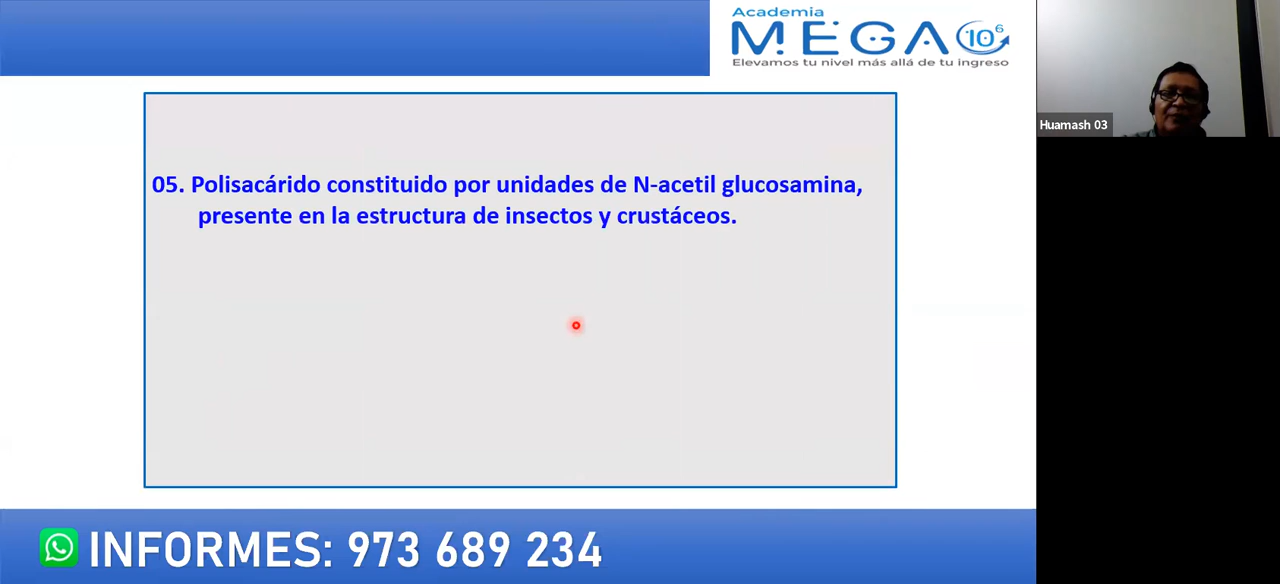 Academia
MEGA 10⁶
Elevamos tu nivel más allá de tu ingreso
Huamash 03
05. Polisacárido constituido por unidades de N-acetil glucosamina,
presente en la estructura de insectos y crustáceos.
INFORMES: 973 689 234